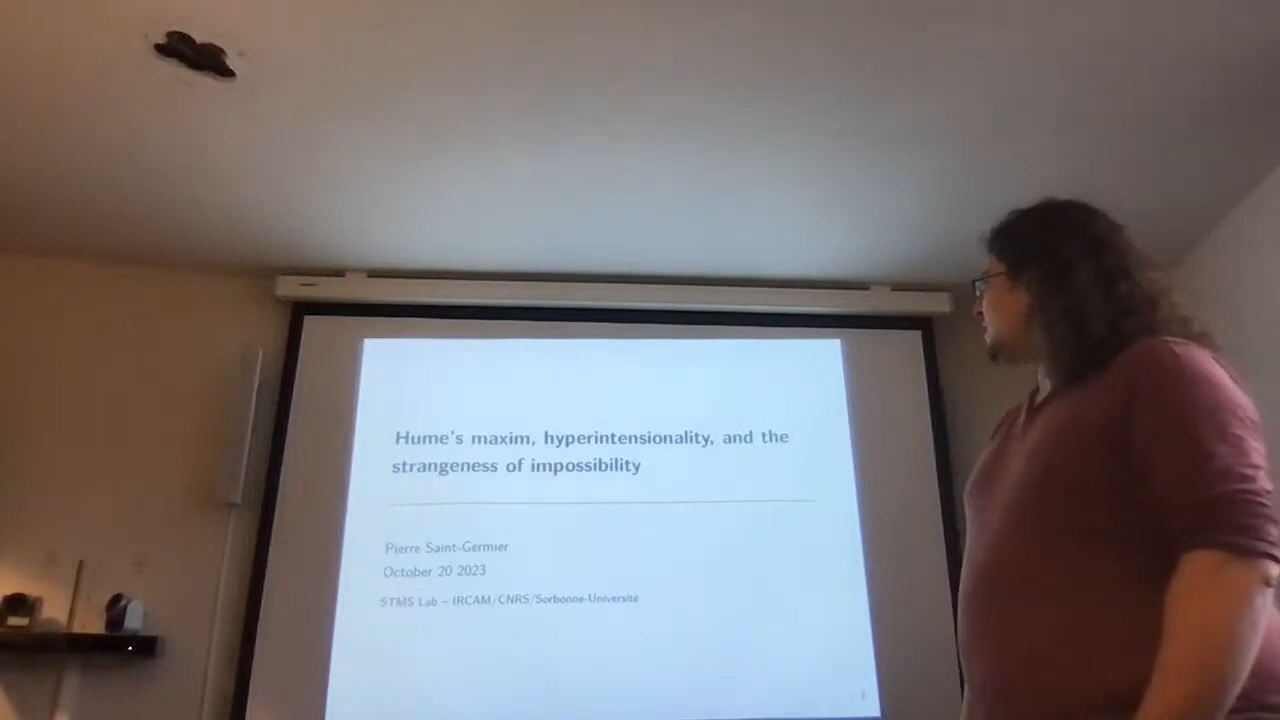 Hume's maxim, hyperintensionality, and the
strangeness of impossibility
Pierre Saint-Germier
October 20 2023
STMS Lab – IRCAM/CNRS/Sorbonne-Université